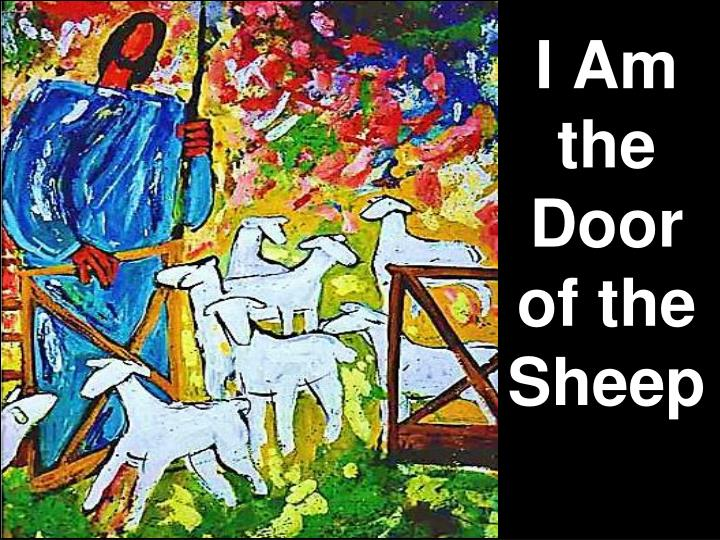 I Am
the
Door
of the
Sheep